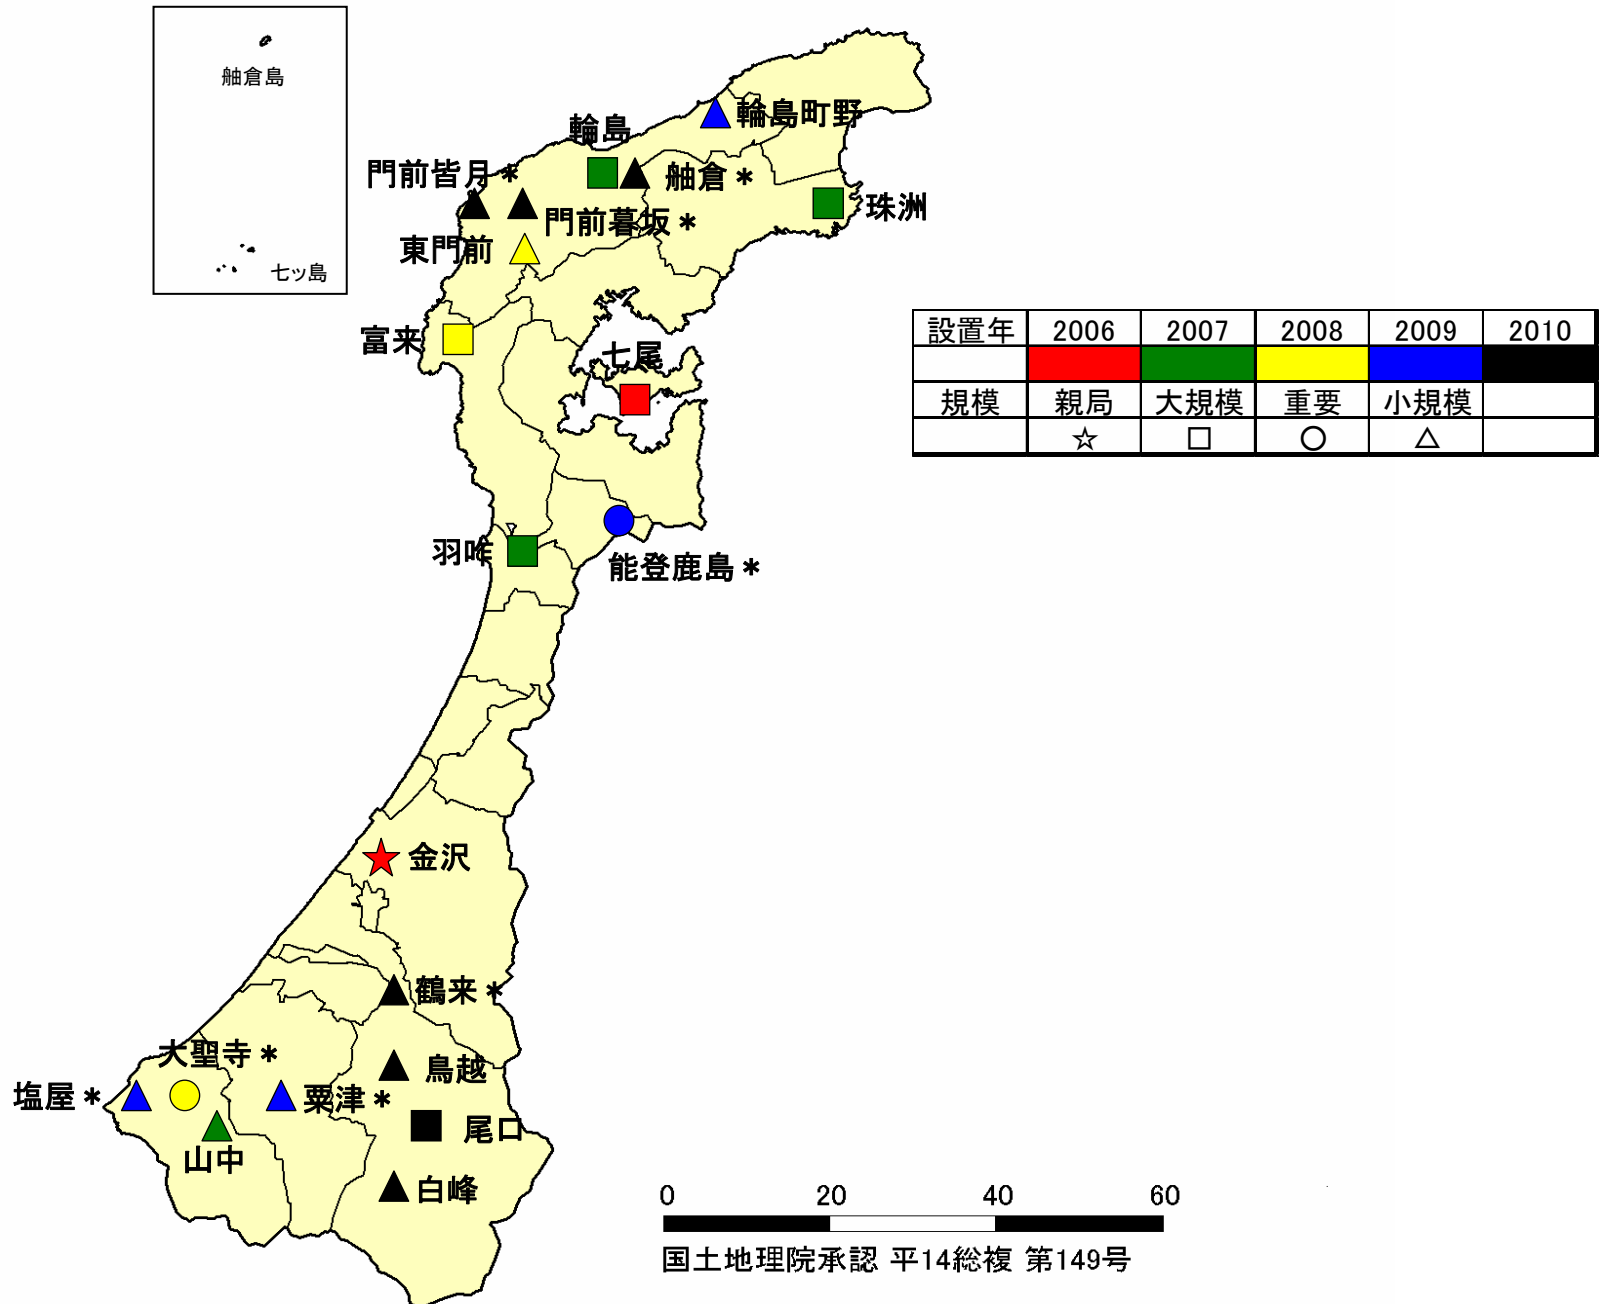 舳倉島
七ッ島
輪島町野
輪島
門前皆月＊
舳倉＊
珠洲
門前暮坂＊
東門前
富来
七尾
設置年 2006 2007 2008 2009 2010
規模 親局 大規模 重要 小規模
☆ □ ○ △
羽咋
能登鹿島＊
金沢
鶴来＊
大聖寺＊
鳥越
塩屋＊
粟津＊
尾口
山中
白峰
0 20 40 60
国土地理院承認 平14総複 第149号